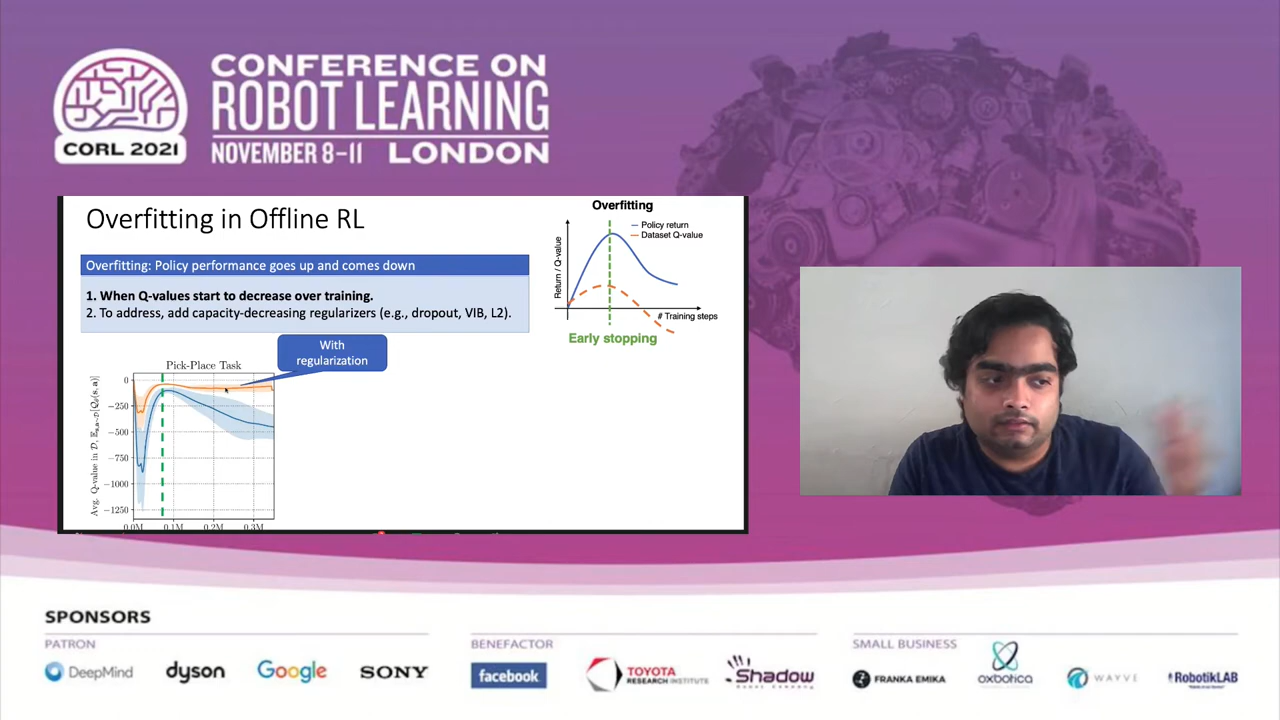 CONFERENCE ON
ROBOT LEARNING
NOVEMBER 8–11 LONDON
CORL 2021
Overfitting in Offline RL
Overfitting: Policy performance goes up and comes down
1. When Q-values start to decrease over training.
2. To address, add capacity-decreasing regularizers (e.g., dropout, VIB, L2).
Overfitting
Policy return
Dataset Q-value
Return / Q-value
# Training steps
Early stopping
With
regularization
Pick-Place Task
0
−250
−500
−750
−1000
−1250
0.0M 0.1M 0.2M 0.3M
SPONSORS
PATRON
DeepMind
dyson
Google
SONY
BENEFACTOR
facebook
TOYOTA
RESEARCH INSTITUTE
Shadow
SMALL BUSINESS
FRANKA EMIKA
oxbotica
WAYVE
RobotikLAB